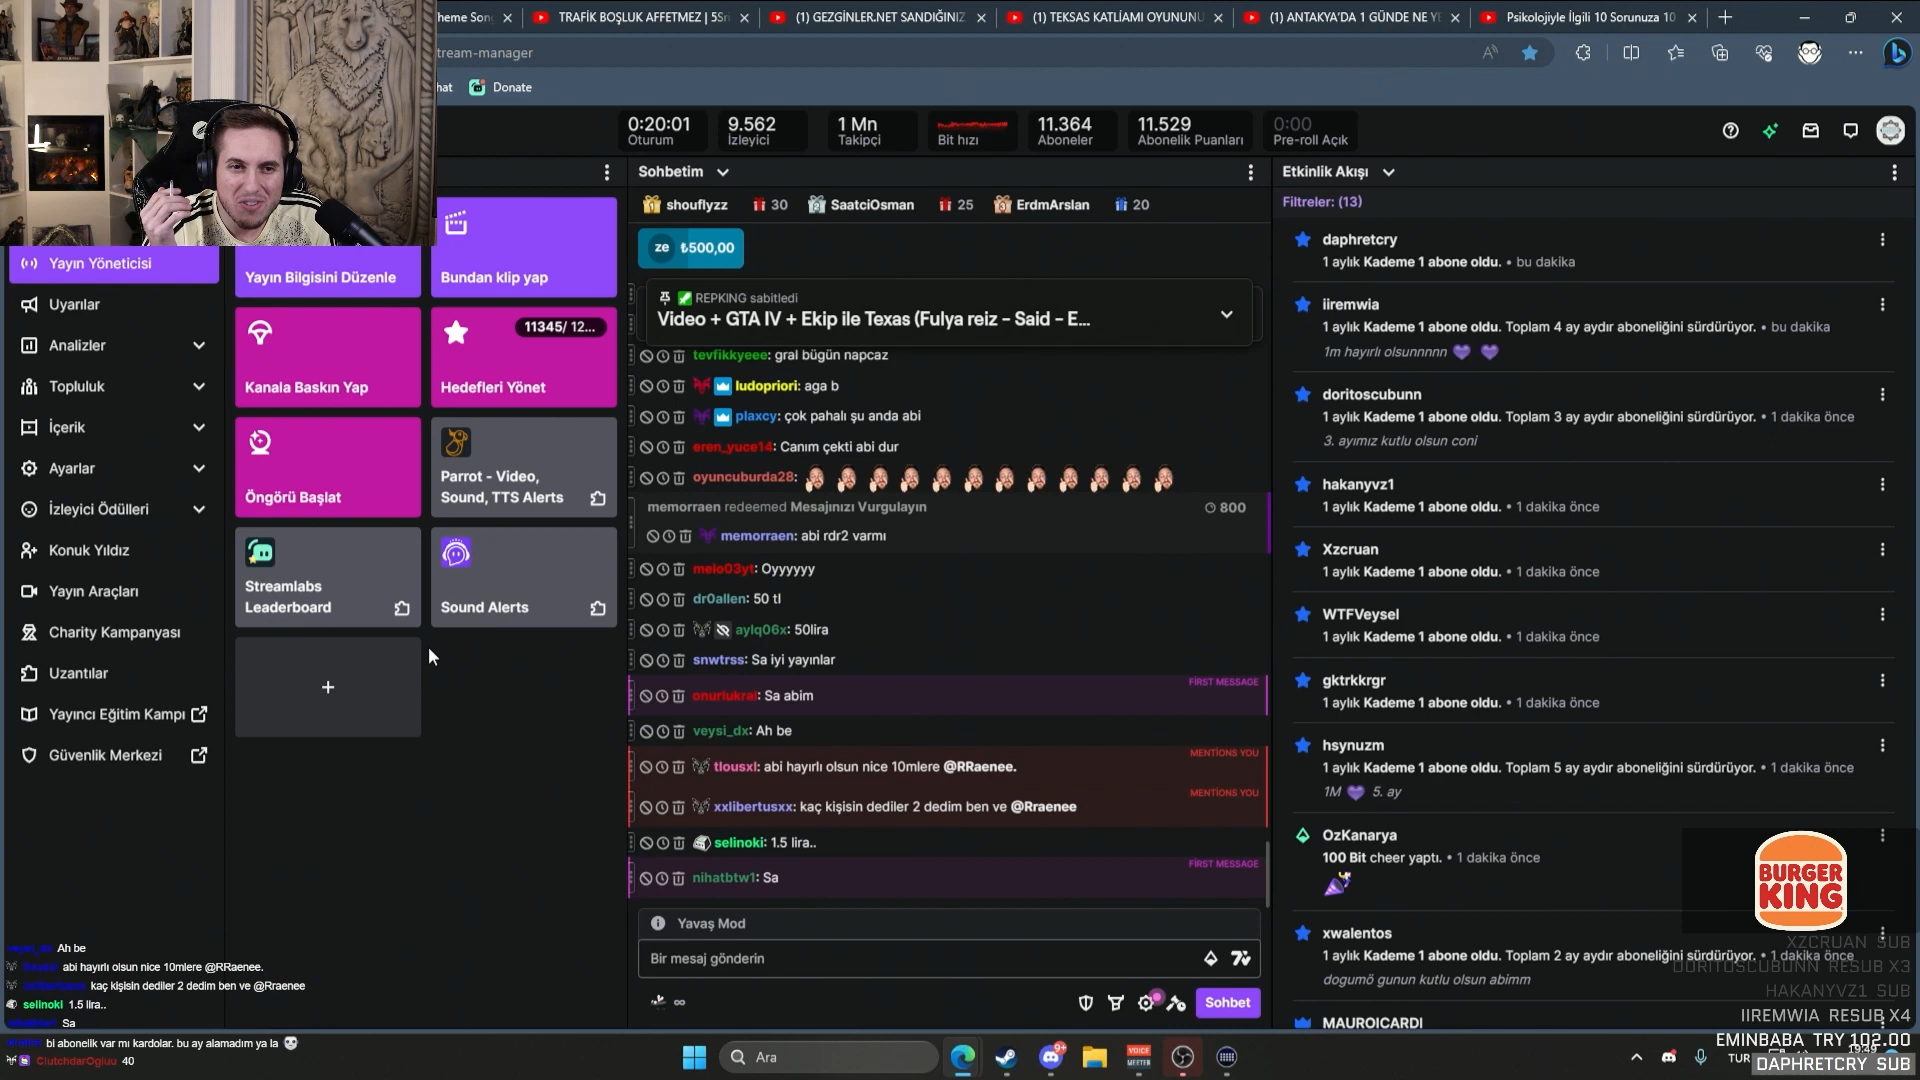 heme Son
TRAFİK BOŞLUK AFFETMEZ | 5Sri
(1) GEZGİNLER.NET SANDIĞINIZ
(1) TEKSAS KATLİAMI OYUNUNU
(1) ANTAKYA'DA 1 GÜNDE NE YE
Psikolojiyle İlgili 10 Sorunuza 10
tream-manager
hat
Donate
0:20:01
Oturum
9.562
İzleyici
1 Mn
Takipçi
Bit hızı
11.364
Aboneler
11.529
Abonelik Puanları
0:00
Pre-roll Açık
Yayın Yöneticisi
Uyarılar
Analizler
Topluluk
İçerik
Ayarlar
İzleyici Ödülleri
Konuk Yıldız
Yayın Araçları
Charity Kampanyası
Uzantılar
Yayıncı Eğitim Kampı
Güvenlik Merkezi
Yayın Bilgisini Düzenle
Bundan klip yap
Kanala Baskın Yap
11345/ 12...
Hedefleri Yönet
Öngörü Başlat
Parrot - Video,
Sound, TTS Alerts
Streamlabs
Leaderboard
Sound Alerts
+
Sohbetim
shouflyzz 30
SaatciOsman 25
ErdmArslan 20
ze ₺500,00
REPKING sabitledi
Video + GTA IV + Ekip ile Texas (Fulya reiz - Said - E...
tevfikkyeee: gral bügün napcaz
ludopriori: aga b
plaxcy: çok pahalı şu anda abi
eren_yuce14: Canım çekti abi dur
oyuncuburda28:
memorraen redeemed Mesajınızı Vurgulayın 800
memorraen: abi rdr2 varmı
melo03yt: Oyyyyyy
dr0allen: 50 tl
aylq06x: 50lira
snwtrss: Sa iyi yayınlar
FIRST MESSAGE
onurlukral: Sa abim
veysi_dx: Ah be
MENTIONS YOU
tlousxl: abi hayırlı olsun nice 10mlere @RRaenee.
MENTIONS YOU
xxlibertusxx: kaç kişisin dediler 2 dedim ben ve @Rraenee
selinoki: 1.5 lira..
FIRST MESSAGE
nihatbtw1: Sa
Yavaş Mod
Bir mesaj gönderin
Sohbet
Etkinlik Akışı
Filtreler: (13)
daphretcry
1 aylık Kademe 1 abone oldu. • bu dakika
iiremwia
1 aylık Kademe 1 abone oldu. Toplam 4 ay aydır aboneliğini sürdürüyor. • bu dakika
1m hayırlı olsunnnnn
doritoscubunn
1 aylık Kademe 1 abone oldu. Toplam 3 ay aydır aboneliğini sürdürüyor. • 1 dakika önce
3. ayımız kutlu olsun coni
hakanyvz1
1 aylık Kademe 1 abone oldu. • 1 dakika önce
Xzcruan
1 aylık Kademe 1 abone oldu. • 1 dakika önce
WTFVeysel
1 aylık Kademe 1 abone oldu. • 1 dakika önce
gktrkkrgr
1 aylık Kademe 1 abone oldu. • 1 dakika önce
hsynuzm
1 aylık Kademe 1 abone oldu. Toplam 5 ay aydır aboneliğini sürdürüyor. • 1 dakika önce
1M 5. ay
OzKanarya
100 Bit cheer yaptı. • 1 dakika önce
xwalentos
1 aylık Kademe 1 abone oldu. Toplam 2 ay aydır aboneliğini sürdürüyor. • 1 dakika önce
dogomö gunun kutlu olsun abimm
MAUROICARDI
BURGER
KING
XZCRUAN SUB
DORITOSCUBUNN RESUB X3
HAKANYVZ1 SUB
IIREMWIA RESUB X4
EMINBABA TRY 102.00
DAPHRETCRY SUB
veysi_dx Ah be
abi hayırlı olsun nice 10mlere @RRaenee.
kaç kişisin dediler 2 dedim ben ve @Rraenee
selinoki 1.5 lira..
Sa
bi abonelik var mı kardolar. bu ay alamadım ya la
ClutchdarOgluu 40
Ara
9+
VOICE
MEETER
TUR
19:49